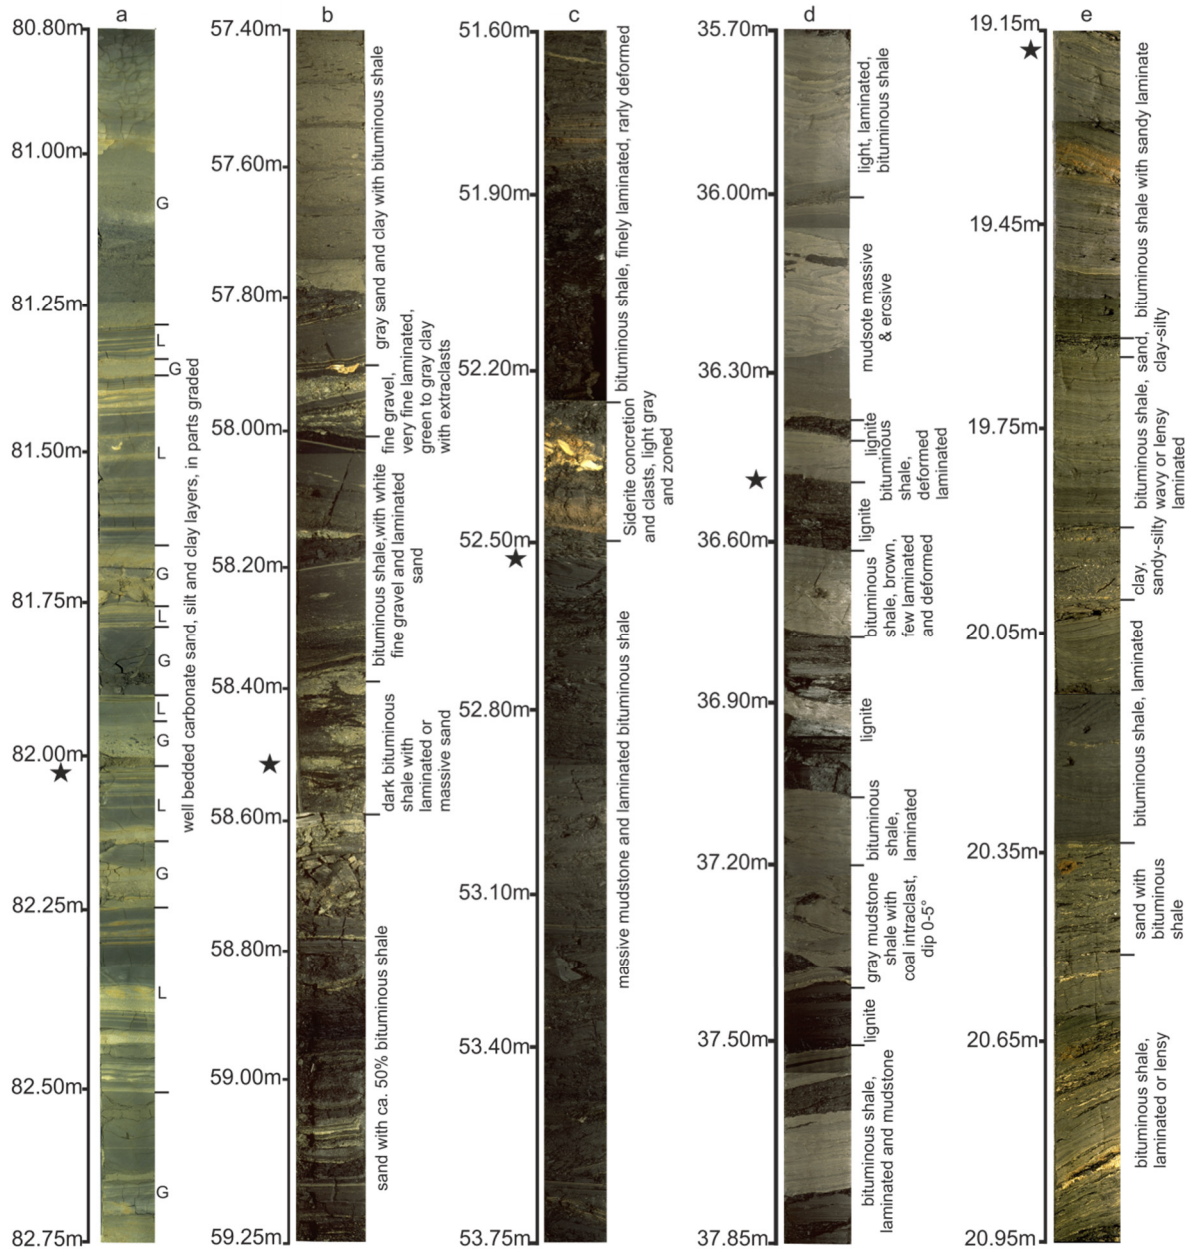 a
80.80m
81.00m
81.25m
81.50m
81.75m
82.00m
82.25m
82.50m
82.75m
G
L
G
L
G
L
G
L
G
L
G
L
G
well bedded carbonate sand, silt and clay layers, in parts graded
b
57.40m
57.60m
57.80m
58.00m
58.20m
58.40m
58.60m
58.80m
59.00m
59.25m
gray sand and clay with bituminous shale
fine gravel,
very fine laminated,
green to gray clay
with extraclasts
bituminous shale,with white
fine gravel and laminated
sand
dark bituminous
shale with
laminated or
massive sand
sand with ca. 50% bituminous shale
c
51.60m
51.90m
52.20m
52.50m
52.80m
53.10m
53.40m
53.75m
bituminous shale, finely laminated, rarly deformed
Siderite concretion
and clasts, light gray
and zoned
massive mudstone and laminated bituminous shale
d
35.70m
36.00m
36.30m
36.60m
36.90m
37.20m
37.50m
37.85m
light, laminated,
bituminous shale
mudsote massive
& erosive
lignite
bituminous
shale,
deformed
laminated
lignite
bituminous
shale, brown,
few laminated
and deformed
lignite
bituminous
shale,
laminated
gray mudstone
shale with
coal intraclast,
dip 0-5°
lignite
bituminous shale,
laminated and mudstone
e
19.15m
19.45m
19.75m
20.05m
20.35m
20.65m
20.95m
bituminous shale with sandy laminate
sand,
clay-silty
bituminous shale,
wavy or lensy
laminated
clay,
sandy-silty
bituminous shale, laminated
sand with
bituminous
shale
bituminous shale,
laminated or lensy